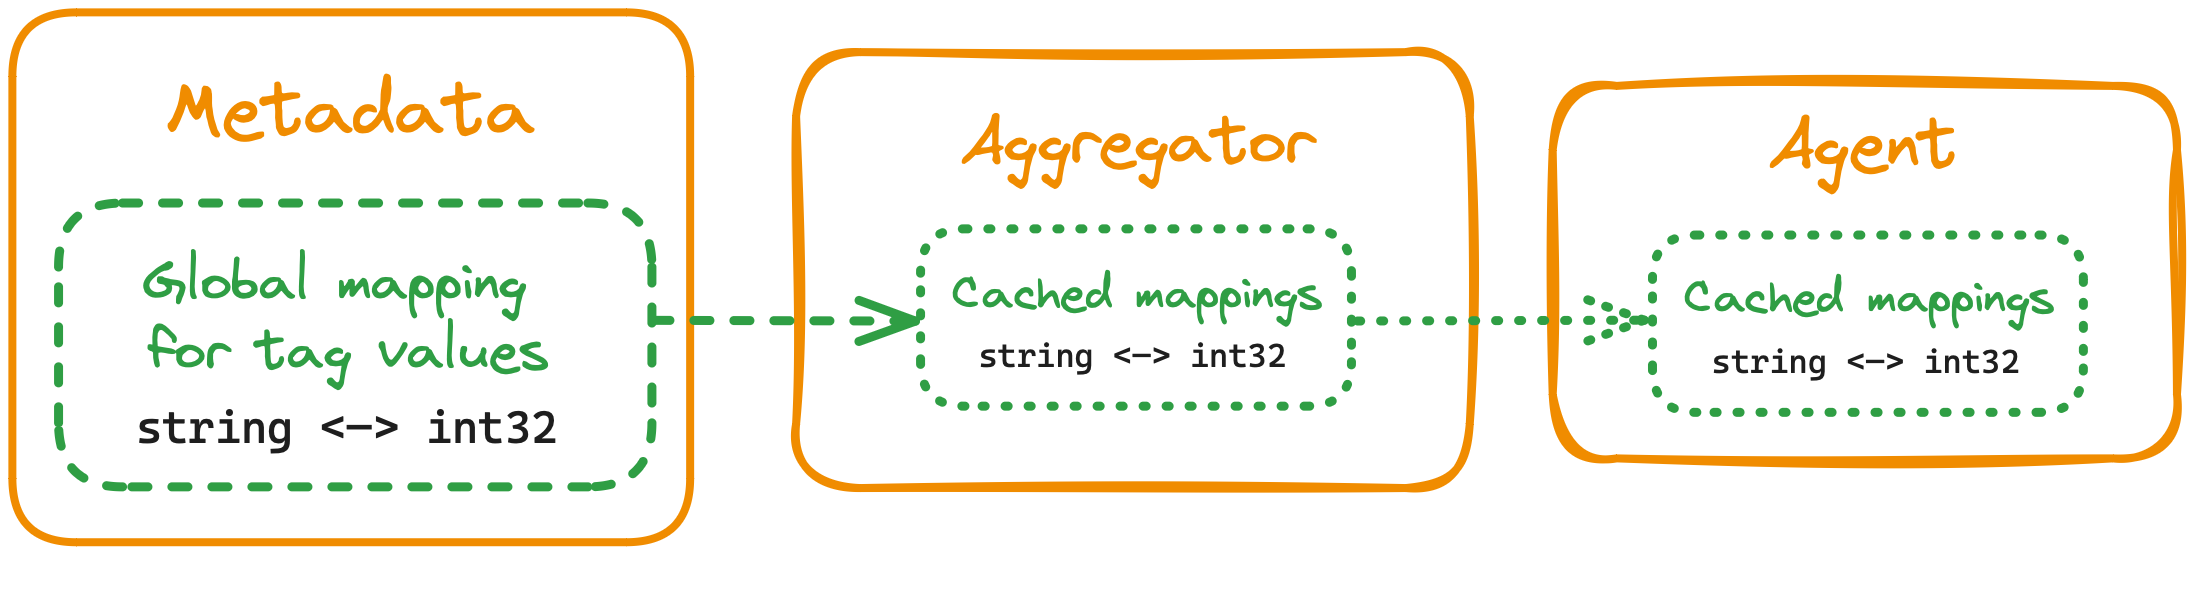 Metadata
Global mapping
for tag values
string <–> int32
Aggregator
Cached mappings
string <–> int32
Agent
Cached mappings
string <–> int32